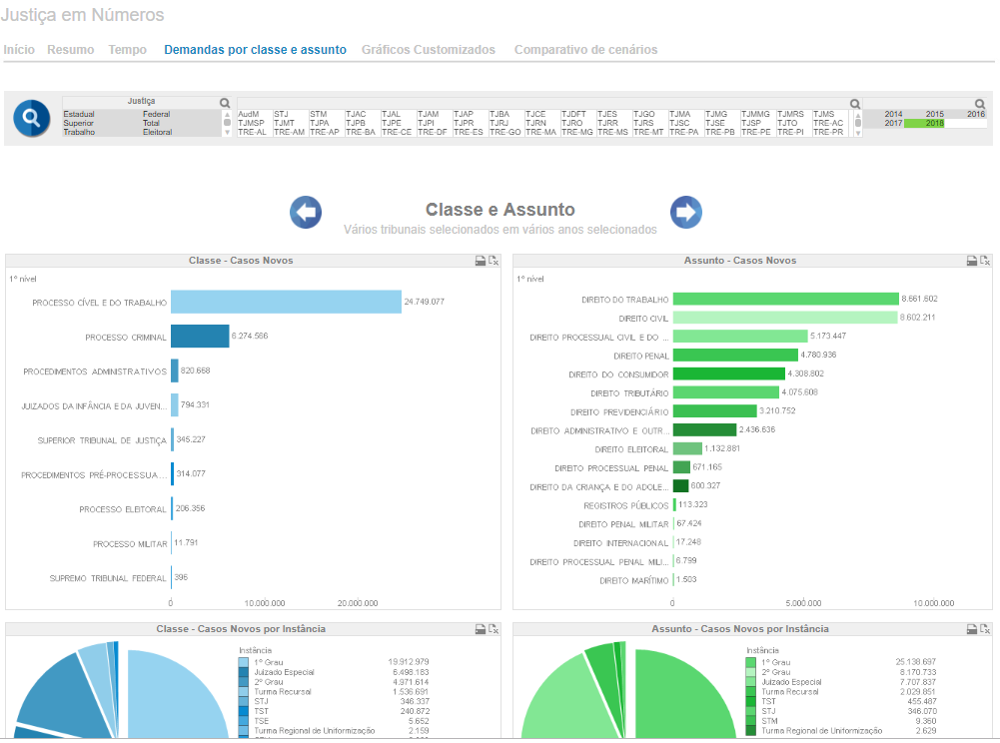 Justiça em Números
Início Resumo Tempo Demandas por classe e assunto Gráficos Customizados Comparativo de cenários
Justiça
Estadual Federal
Superior Total
Trabalho Eleitoral
AudM STJ STM TJAC TJAL TJAM TJAP TJBA TJCE TJDFT TJES TJGO TJMA TJMG TJMMG TJMRS TJMS
TJMSP TJMT TJPA TJPB TJPE TJPI TJPR TJRJ TJRN TJRO TJRR TJRS TJSC TJSE TJSP TJTO TRE-AC
TRE-AL TRE-AM TRE-AP TRE-BA TRE-CE TRE-DF TRE-ES TRE-GO TRE-MA TRE-MG TRE-MS TRE-MT TRE-PA TRE-PB TRE-PE TRE-PI TRE-PR
2014 2015 2016
2017 2018
Classe e Assunto
Vários tribunais selecionados em vários anos selecionados
Classe - Casos Novos
1° nível
PROCESSO CÍVEL E DO TRABALHO 24.749.077
PROCESSO CRIMINAL 6.274.566
PROCEDIMENTOS ADMINISTRATIVOS 820.668
JUIZADOS DA INFÂNCIA E DA JUVEN... 794.331
SUPERIOR TRIBUNAL DE JUSTIÇA 345.227
PROCEDIMENTOS PRÉ-PROCESSUA... 314.077
PROCESSO ELEITORAL 206.356
PROCESSO MILITAR 11.791
SUPREMO TRIBUNAL FEDERAL 396
0 10.000.000 20.000.000
Assunto - Casos Novos
1° nível
DIREITO DO TRABALHO 8.661.602
DIREITO CIVIL 8.602.211
DIREITO PROCESSUAL CIVIL E DO ... 5.173.447
DIREITO PENAL 4.780.936
DIREITO DO CONSUMIDOR 4.308.802
DIREITO TRIBUTÁRIO 4.075.608
DIREITO PREVIDENCIÁRIO 3.210.752
DIREITO ADMINISTRATIVO E OUTR... 2.436.636
DIREITO ELEITORAL 1.132.881
DIREITO PROCESSUAL PENAL 671.165
DIREITO DA CRIANÇA E DO ADOLE... 600.327
REGISTROS PÚBLICOS 113.323
DIREITO PENAL MILITAR 67.424
DIREITO INTERNACIONAL 17.248
DIREITO PROCESSUAL PENAL MILI... 6.799
DIREITO MARÍTIMO 1.503
0 5.000.000 10.000.000
Classe - Casos Novos por Instância
Instância
1° Grau 19.912.979
Juizado Especial 6.498.183
2° Grau 4.971.614
Turma Recursal 1.536.691
STJ 346.337
TST 240.872
TSE 5.652
Turma Regional de Uniformização 2.159
Assunto - Casos Novos por Instância
Instância
1° Grau 25.138.697
2° Grau 8.170.733
Juizado Especial 7.707.837
Turma Recursal 2.029.851
TST 455.487
STJ 346.070
STM 9.360
Turma Regional de Uniformização 2.629